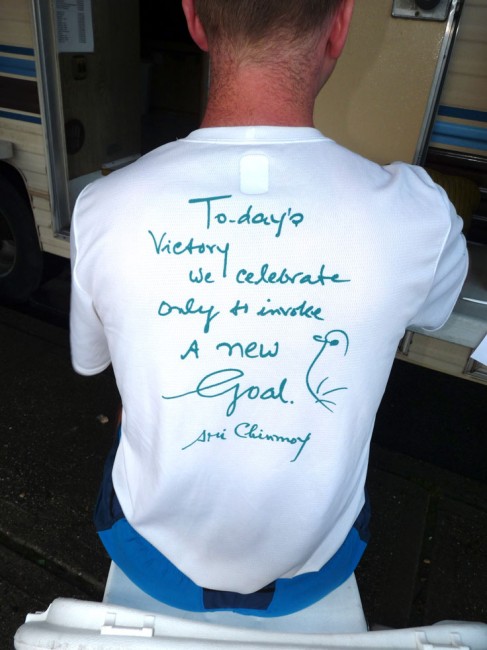 To-day's
Victory
we celebrate
only to invoke
A new
Goal.
Sri Chinmoy